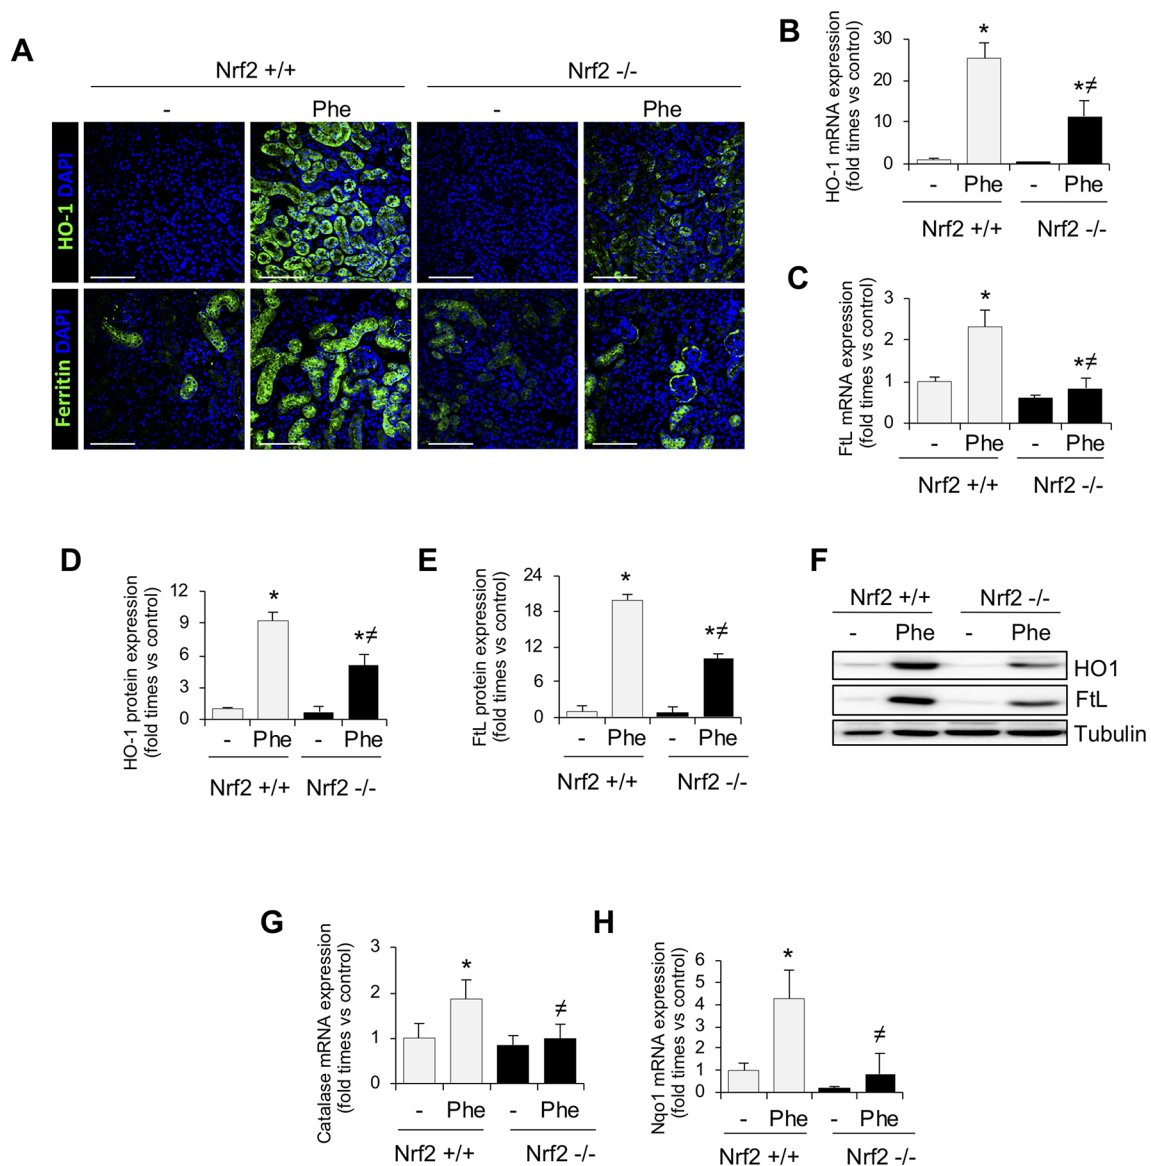 A
Nrf2 +/+
Nrf2 -/-
-
Phe
-
Phe
HO-1 DAPI
Ferritin DAPI
B
HO-1 mRNA expression
(fold times vs control)
30
20
10
0
*
*≠
-
Phe
-
Phe
Nrf2 +/+
Nrf2 -/-
C
FtL mRNA expression
(fold times vs control)
3
2
1
0
*
*≠
-
Phe
-
Phe
Nrf2 +/+
Nrf2 -/-
D
HO-1 protein expression
(fold times vs control)
12
9
6
3
0
*
*≠
-
Phe
-
Phe
Nrf2 +/+
Nrf2 -/-
E
FtL protein expression
(fold times vs control)
24
18
12
6
0
*
*≠
-
Phe
-
Phe
Nrf2 +/+
Nrf2 -/-
F
Nrf2 +/+
Nrf2 -/-
-
Phe
-
Phe
HO1
FtL
Tubulin
G
Catalase mRNA expression
(fold times vs control)
3
2
1
0
*
≠
-
Phe
-
Phe
Nrf2 +/+
Nrf2 -/-
H
Nqo1 mRNA expression
(fold times vs control)
6
5
4
3
2
1
0
*
≠
-
Phe
-
Phe
Nrf2 +/+
Nrf2 -/-